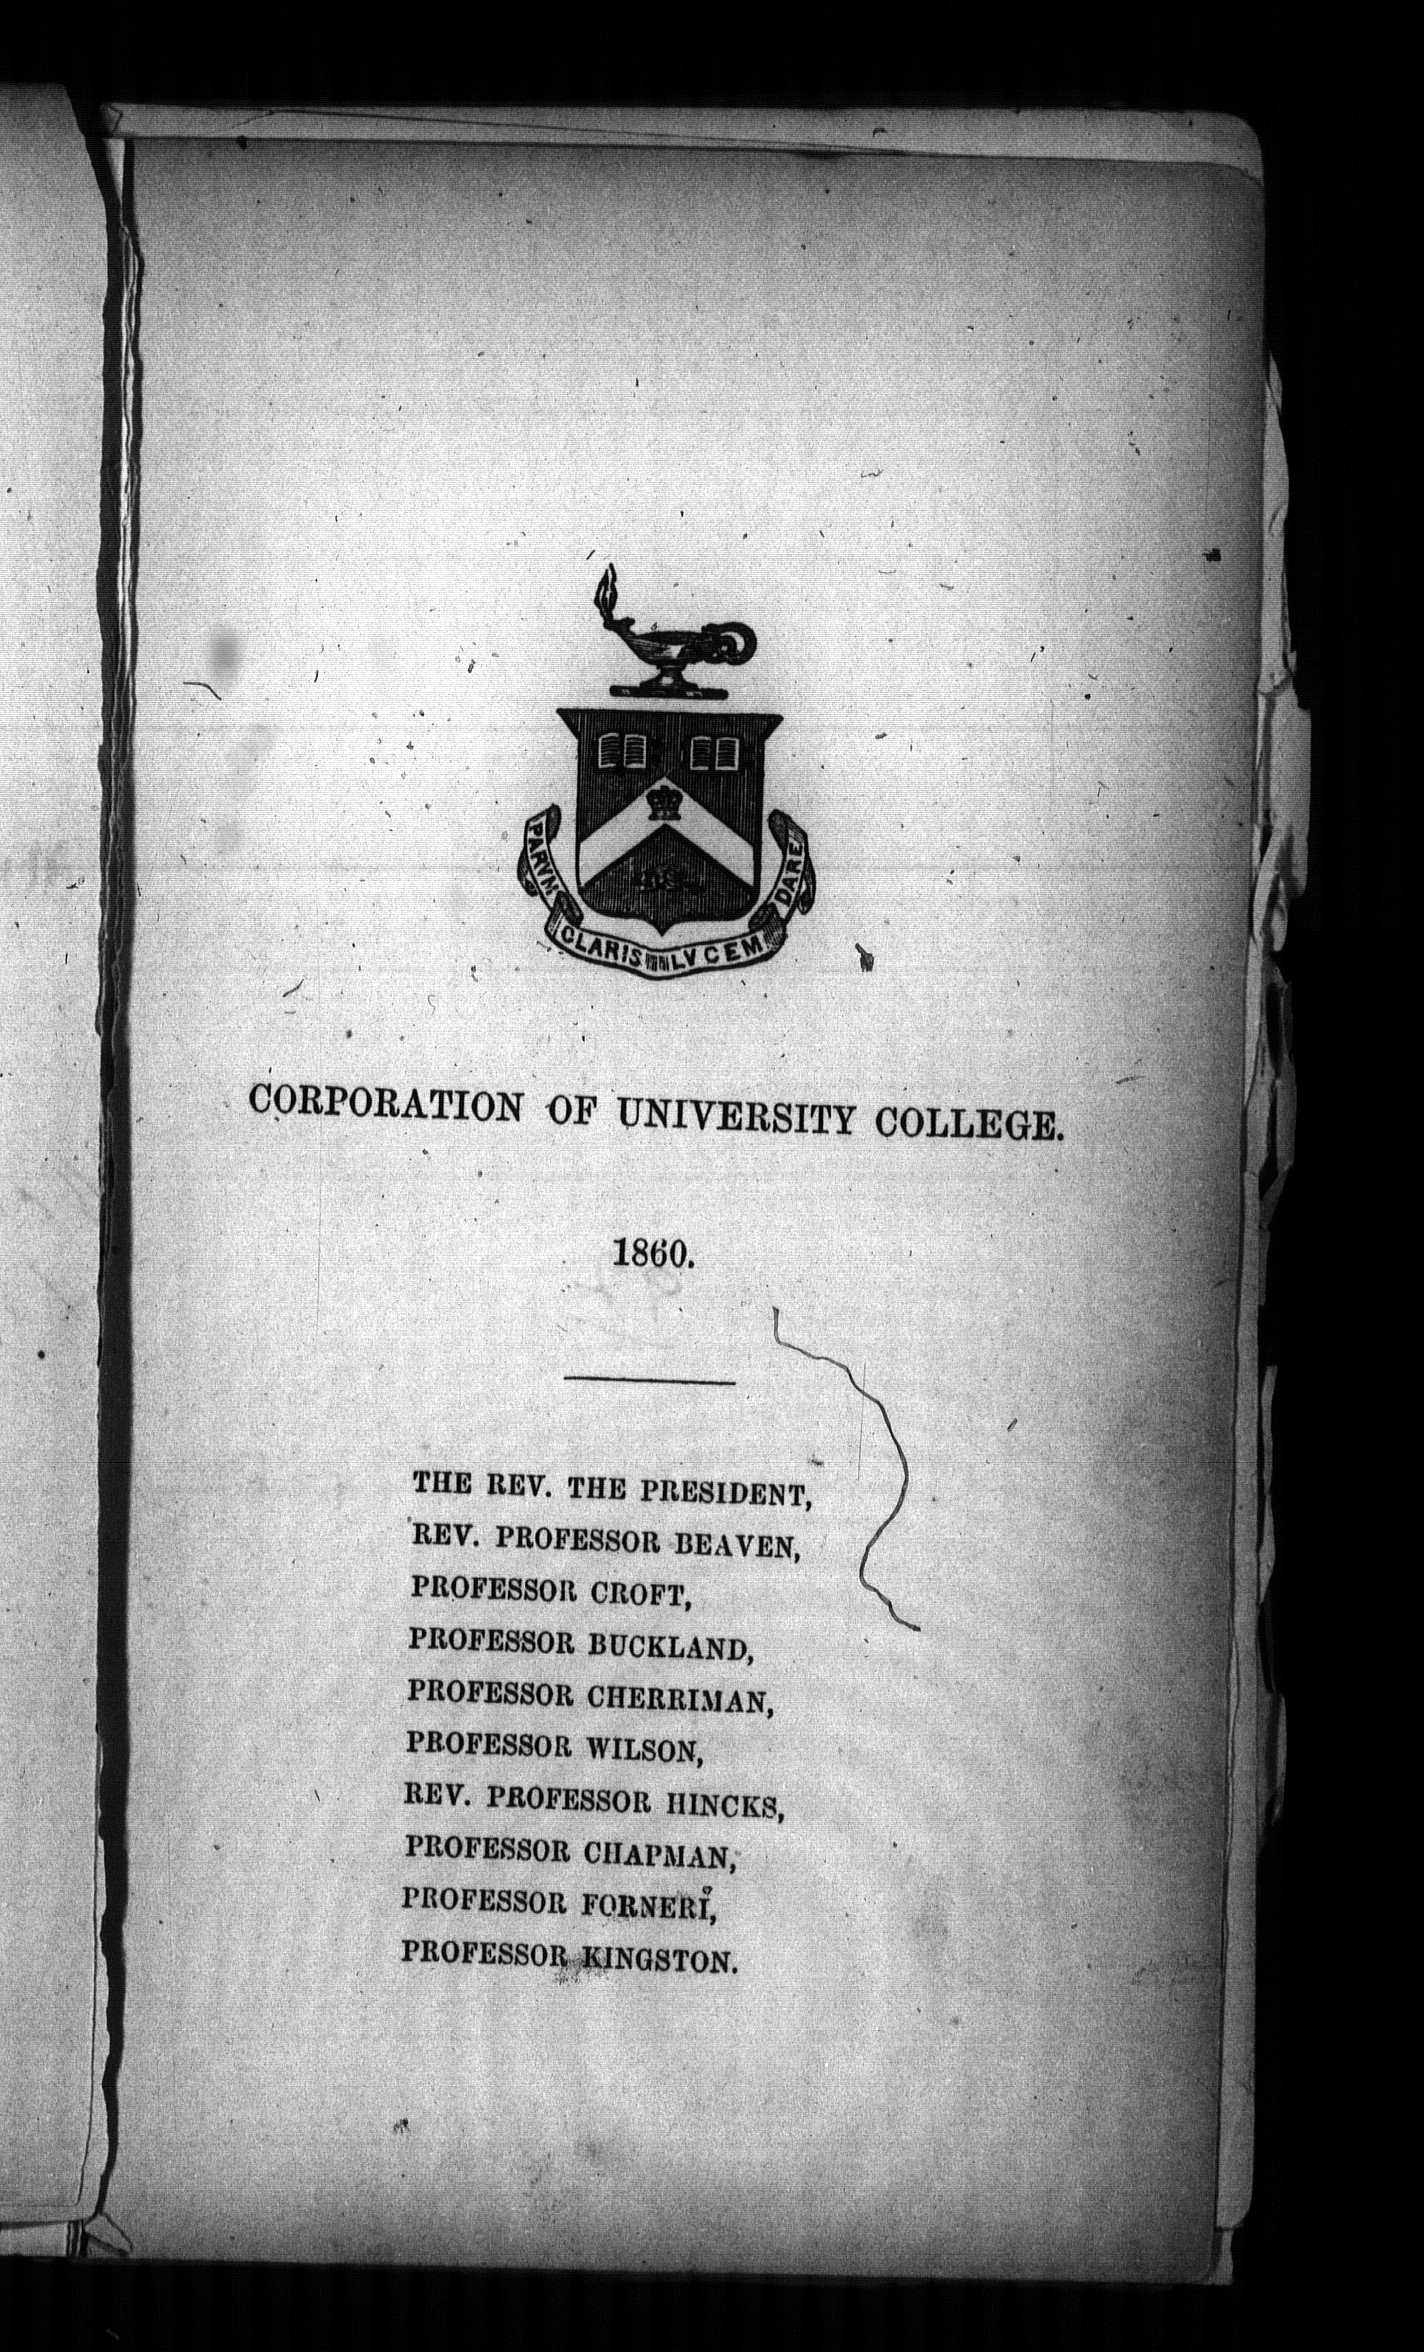 PARVM CLARIS LVCEM DARE
CORPORATION OF UNIVERSITY COLLEGE.
1860.
THE REV. THE PRESIDENT,
REV. PROFESSOR BEAVEN,
PROFESSOR CROFT,
PROFESSOR BUCKLAND,
PROFESSOR CHERRIMAN,
PROFESSOR WILSON,
REV. PROFESSOR HINCKS,
PROFESSOR CHAPMAN,
PROFESSOR FORNERI,
PROFESSOR KINGSTON.